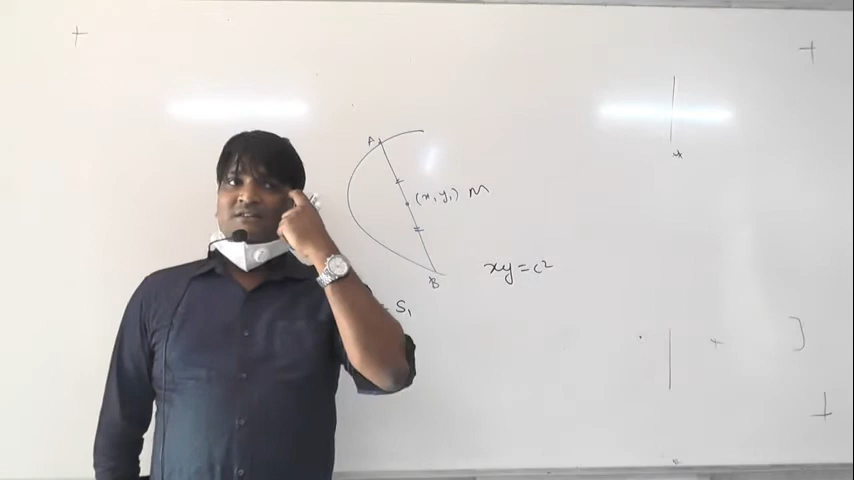 A
(x₁ y₁) M
B
xy = c²
= S₁